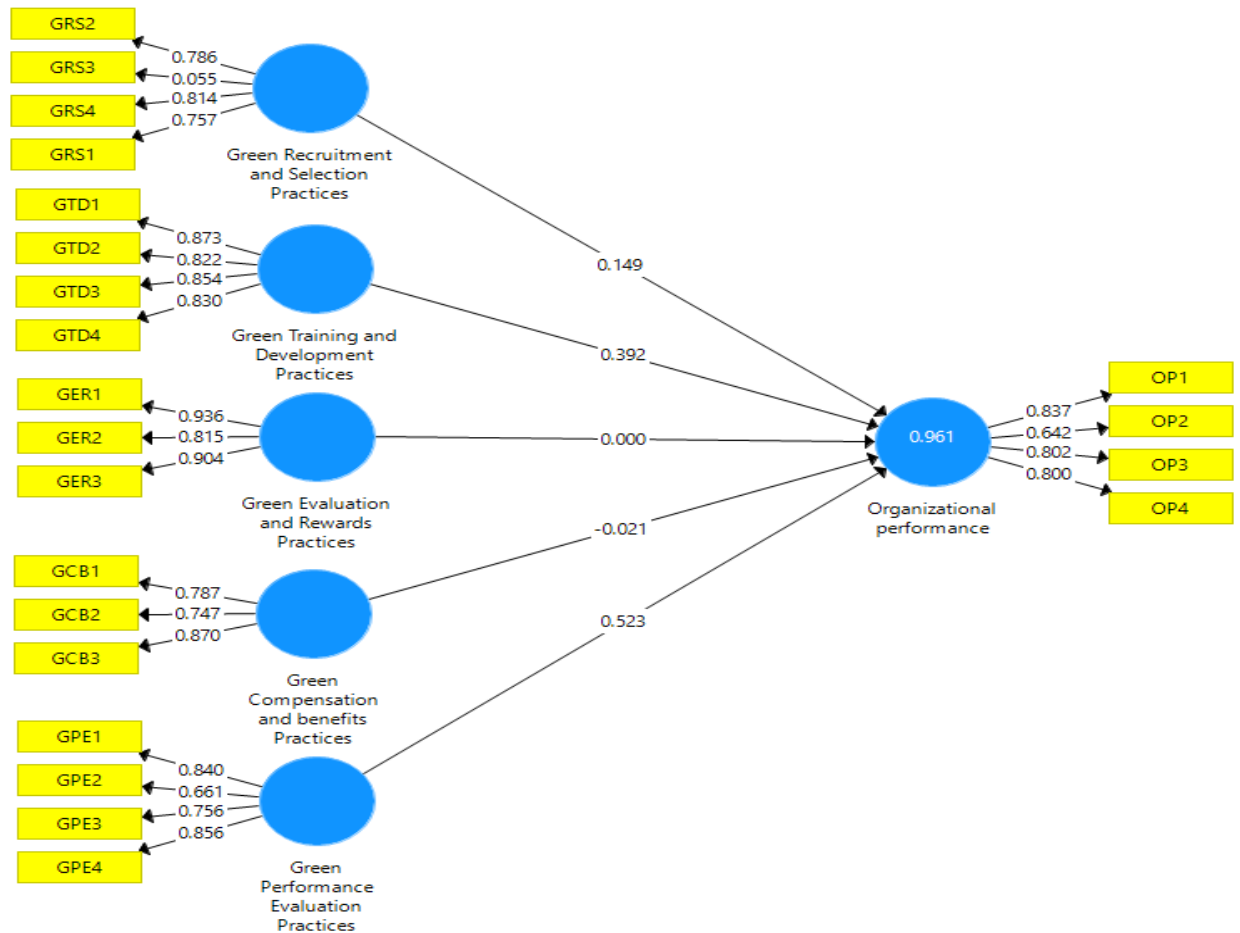 GRS2
GRS3
GRS4
GRS1
0.786
0.055
0.814
0.757
Green Recruitment
and Selection
Practices
GTD1
GTD2
GTD3
GTD4
0.873
0.822
0.854
0.830
Green Training and
Development
Practices
GER1
GER2
GER3
0.936
0.815
0.904
Green Evaluation
and Rewards
Practices
GCB1
GCB2
GCB3
0.787
0.747
0.870
Green
Compensation
and benefits
Practices
GPE1
GPE2
GPE3
GPE4
0.840
0.661
0.756
0.856
Green
Performance
Evaluation
Practices
0.149
0.392
0.000
-0.021
0.523
0.961
Organizational
performance
0.837
0.642
0.802
0.800
OP1
OP2
OP3
OP4